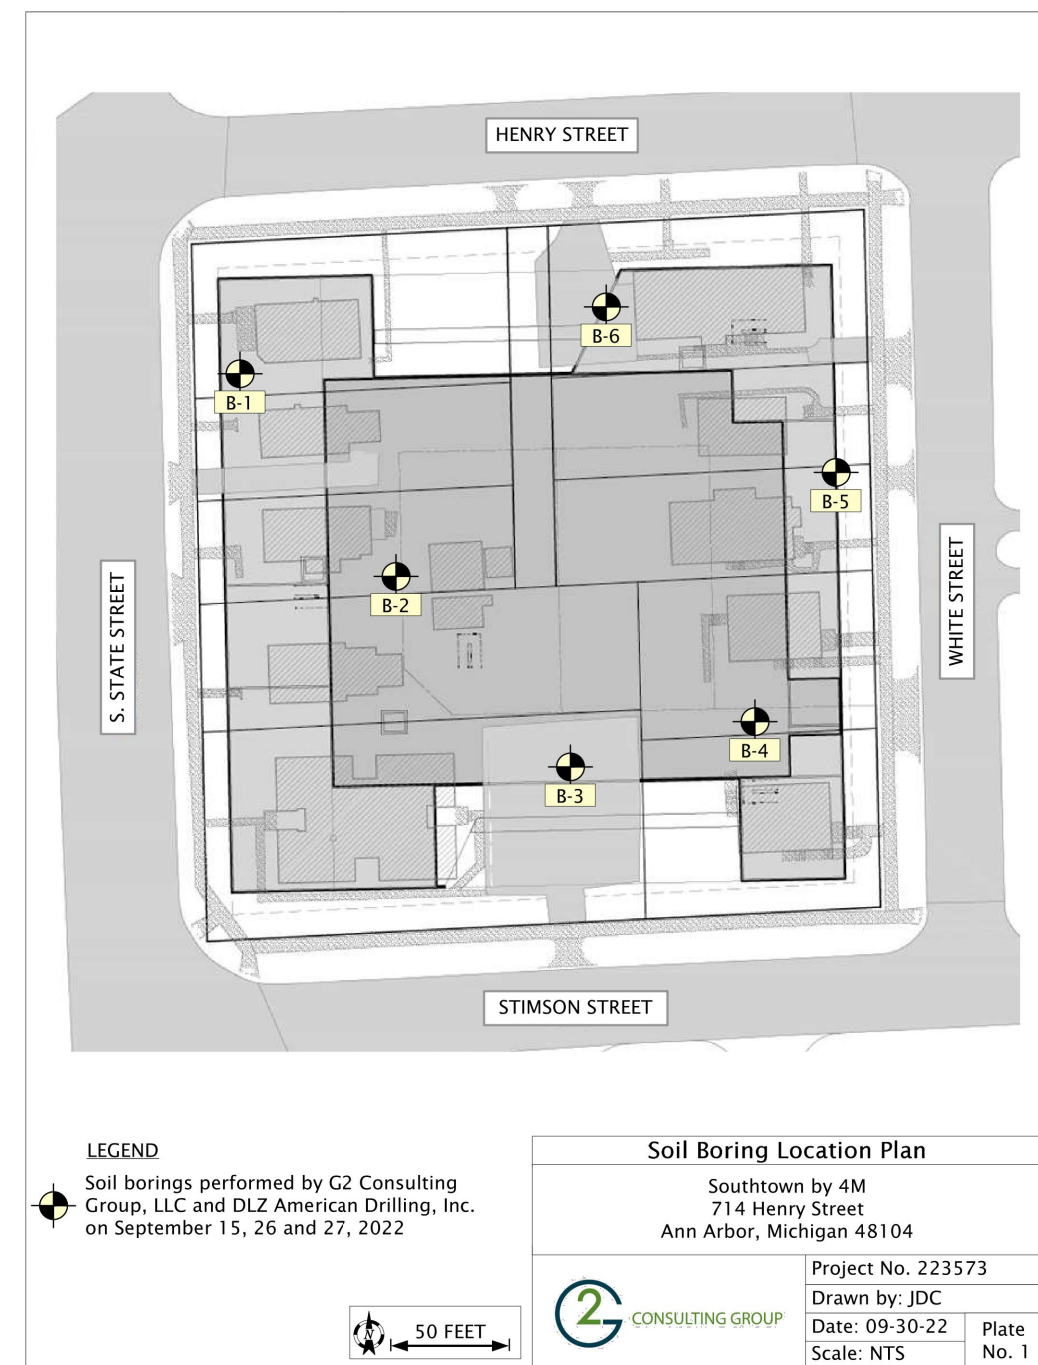 HENRY STREET
B-6
B-1
B-5
S. STATE STREET
WHITE STREET
B-2
B-4
B-3
STIMSON STREET
LEGEND
Soil borings performed by G2 Consulting
Group, LLC and DLZ American Drilling, Inc.
on September 15, 26 and 27, 2022
N
50 FEET
Soil Boring Location Plan
Southtown by 4M
714 Henry Street
Ann Arbor, Michigan 48104
G2 CONSULTING GROUP
Project No. 223573
Drawn by: JDC
Date: 09-30-22
Scale: NTS
Plate
No. 1